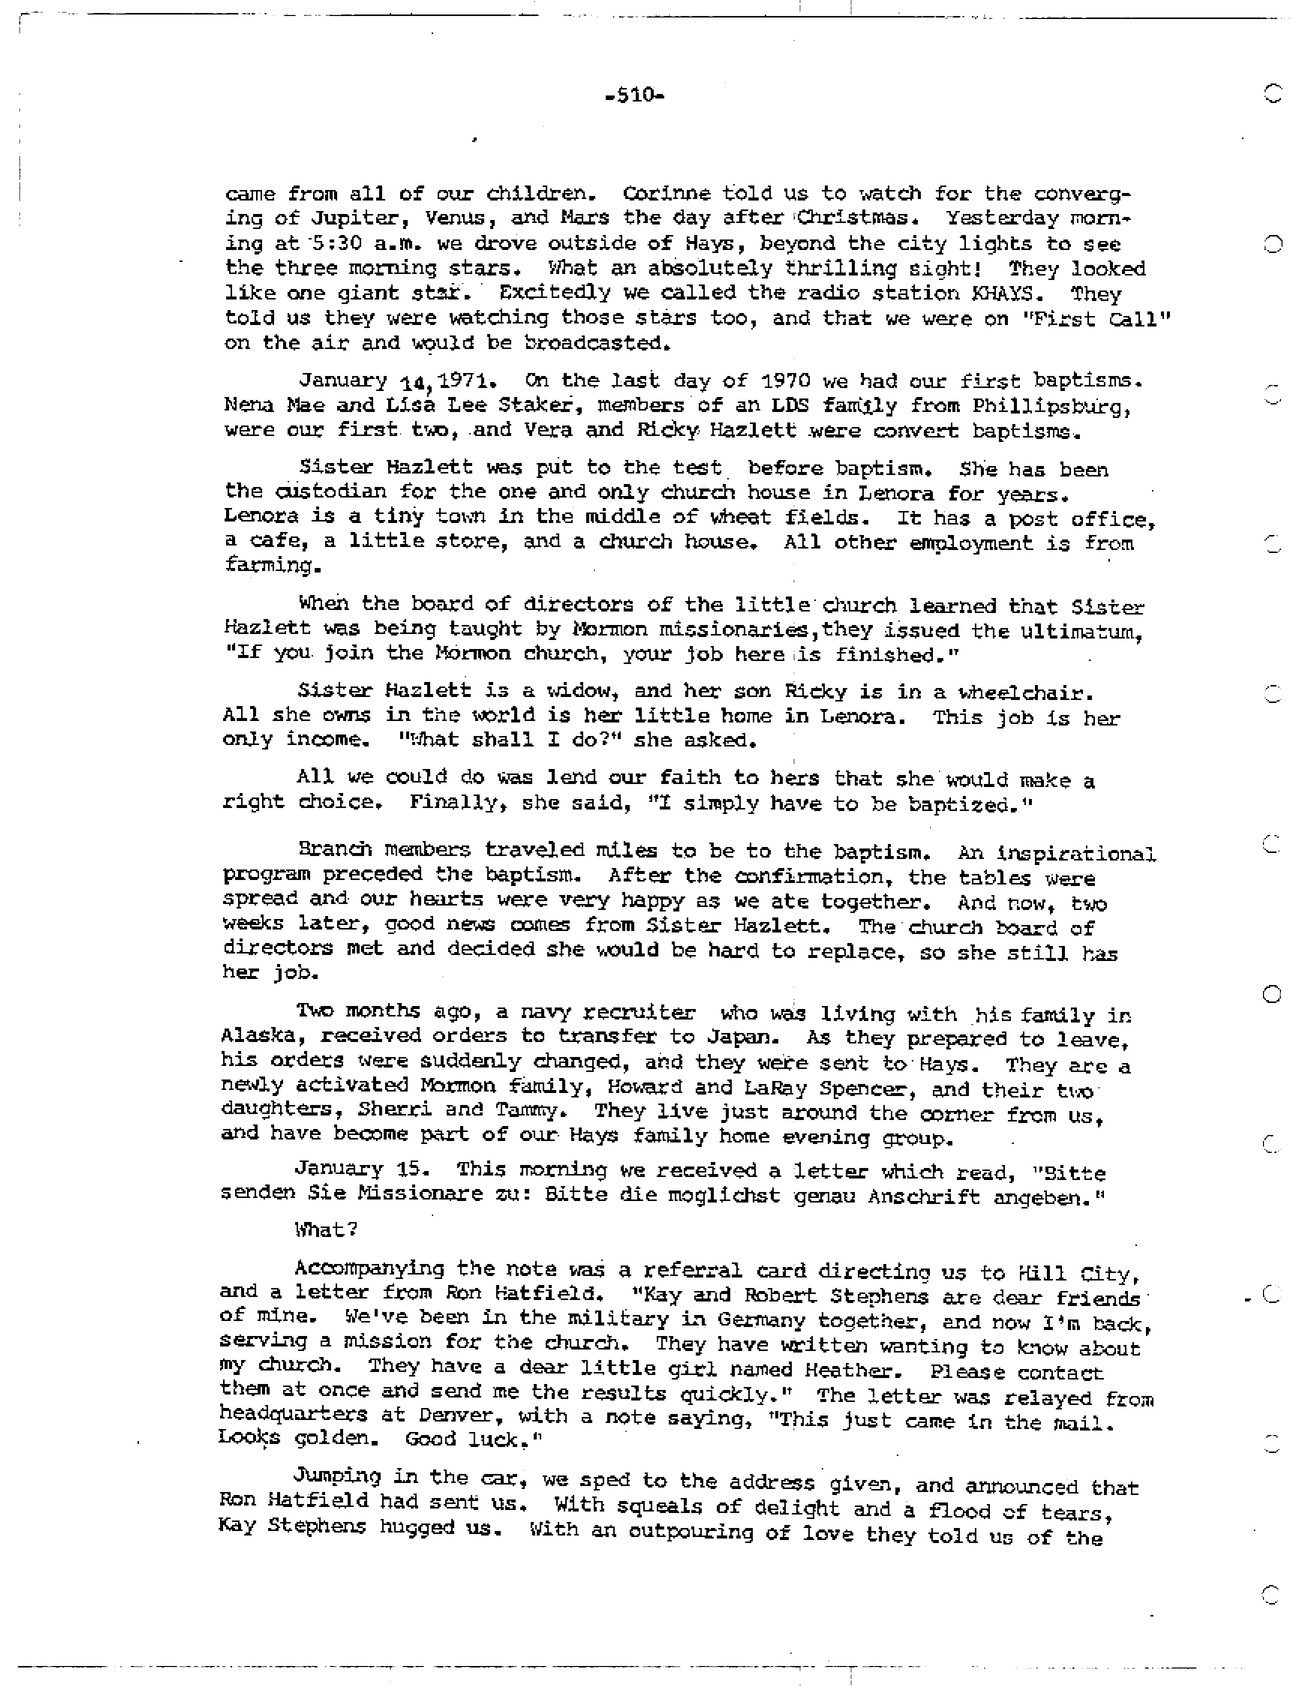 -510-
came from all of our children. Corinne told us to watch for the converg-
ing of Jupiter, Venus, and Mars the day after Christmas. Yesterday morn-
ing at 5:30 a.m. we drove outside of Hays, beyond the city lights to see
the three morning stars. What an absolutely thrilling sight! They looked
like one giant star. Excitedly we called the radio station KHAYS. They
told us they were watching those stars too, and that we were on "First Call"
on the air and would be broadcasted.
January 14, 1971. On the last day of 1970 we had our first baptisms.
Nena Mae and Lisa Lee Staker, members of an LDS family from Phillipsburg,
were our first two, and Vera and Ricky Hazlett were convert baptisms.
Sister Hazlett was put to the test before baptism. She has been
the custodian for the one and only church house in Lenora for years.
Lenora is a tiny town in the middle of wheat fields. It has a post office,
a cafe, a little store, and a church house. All other employment is from
farming.
When the board of directors of the little church learned that Sister
Hazlett was being taught by Mormon missionaries,they issued the ultimatum,
"If you join the Mormon church, your job here is finished."
Sister Hazlett is a widow, and her son Ricky is in a wheelchair.
All she owns in the world is her little home in Lenora. This job is her
only income. "What shall I do?" she asked.
All we could do was lend our faith to hers that she would make a
right choice. Finally, she said, "I simply have to be baptized."
Branch members traveled miles to be to the baptism. An inspirational
program preceded the baptism. After the confirmation, the tables were
spread and our hearts were very happy as we ate together. And now, two
weeks later, good news comes from Sister Hazlett. The church board of
directors met and decided she would be hard to replace, so she still has
her job.
Two months ago, a navy recruiter who was living with his family in
Alaska, received orders to transfer to Japan. As they prepared to leave,
his orders were suddenly changed, and they were sent to Hays. They are a
newly activated Mormon family, Howard and LaRay Spencer, and their two
daughters, Sherri and Tammy. They live just around the corner from us,
and have become part of our Hays family home evening group.
January 15. This morning we received a letter which read, "Bitte
senden Sie Missionare zu: Bitte die moglichst genau Anschrift angeben."
What?
Accompanying the note was a referral card directing us to Hill City,
and a letter from Ron Hatfield. "Kay and Robert Stephens are dear friends
of mine. We've been in the military in Germany together, and now I'm back,
serving a mission for the church. They have written wanting to know about
my church. They have a dear little girl named Heather. Please contact
them at once and send me the results quickly." The letter was relayed from
headquarters at Denver, with a note saying, "This just came in the mail.
Looks golden. Good luck."
Jumping in the car, we sped to the address given, and announced that
Ron Hatfield had sent us. With squeals of delight and a flood of tears,
Kay Stephens hugged us. With an outpouring of love they told us of the